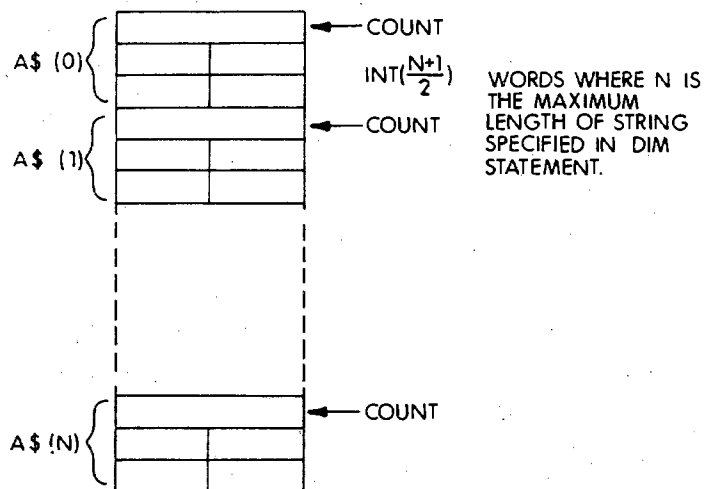 COUNT
A$ (0)
INT(N+1/2)
WORDS WHERE N IS
THE MAXIMUM
LENGTH OF STRING
SPECIFIED IN DIM
STATEMENT.
COUNT
A$ (1)
COUNT
A$ (N)